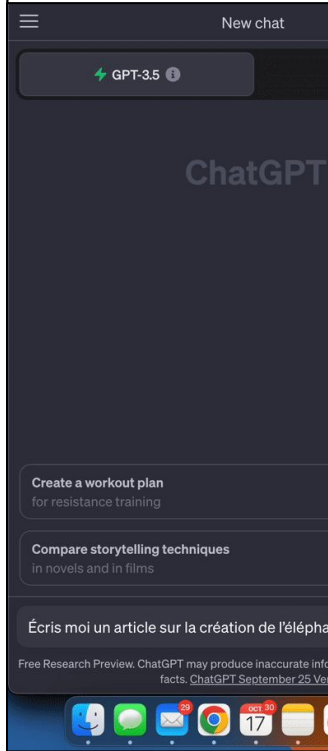 New chat
GPT-3.5
ChatGPT
Create a workout plan
for resistance training
Compare storytelling techniques
in novels and in films
Écris moi un article sur la création de l'élépha
Free Research Preview. ChatGPT may produce inaccurate info
facts. ChatGPT September 25 Ver
29
oct 30
17